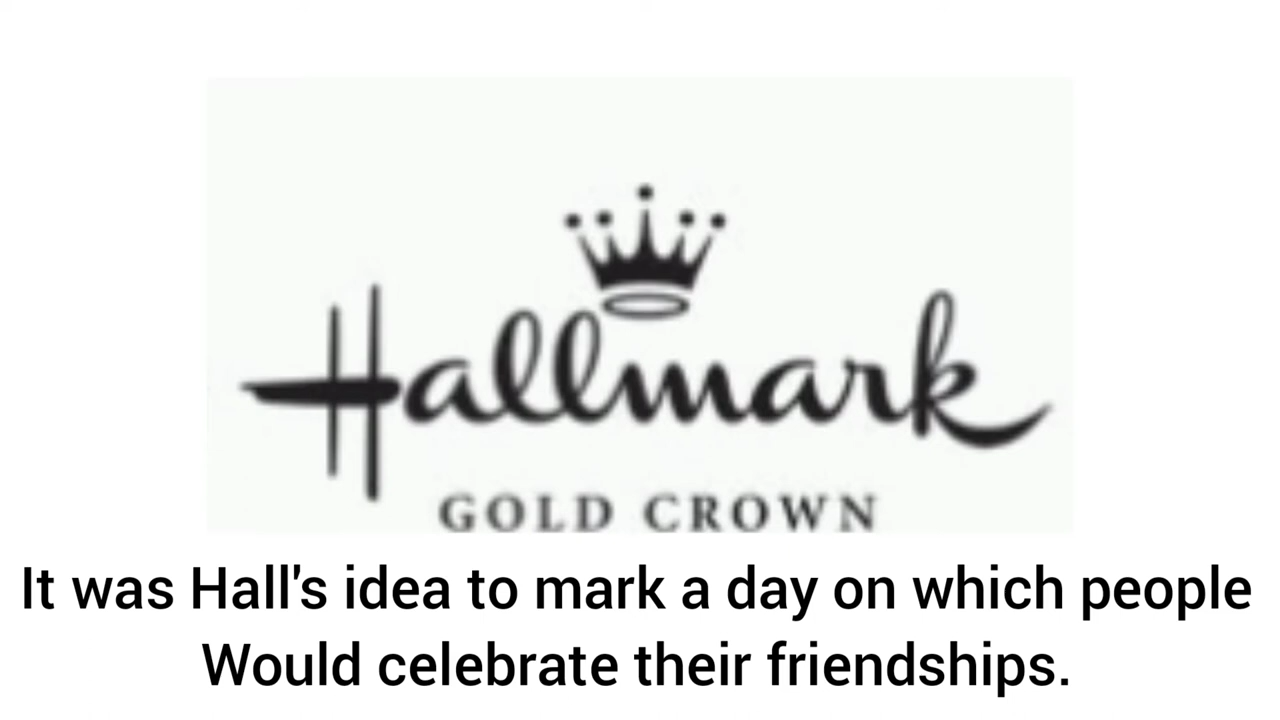 Hallmark
GOLD CROWN
It was Hall's idea to mark a day on which people
Would celebrate their friendships.